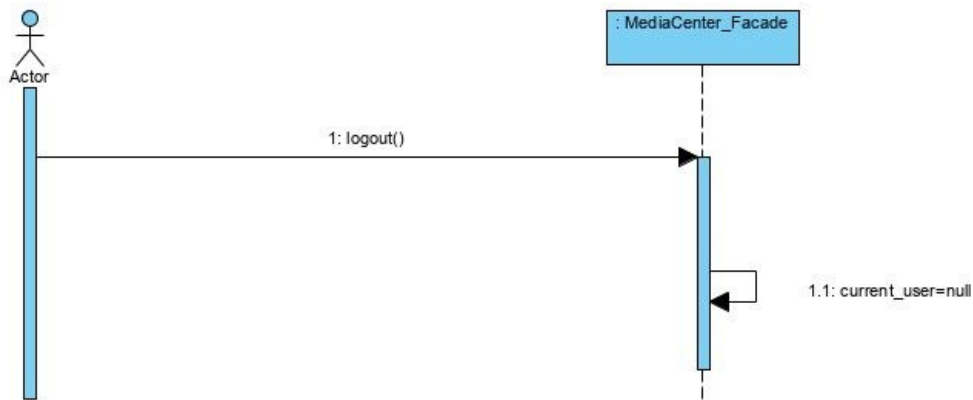 : MediaCenter_Facade
Actor
1: logout()
1.1: current_user=null